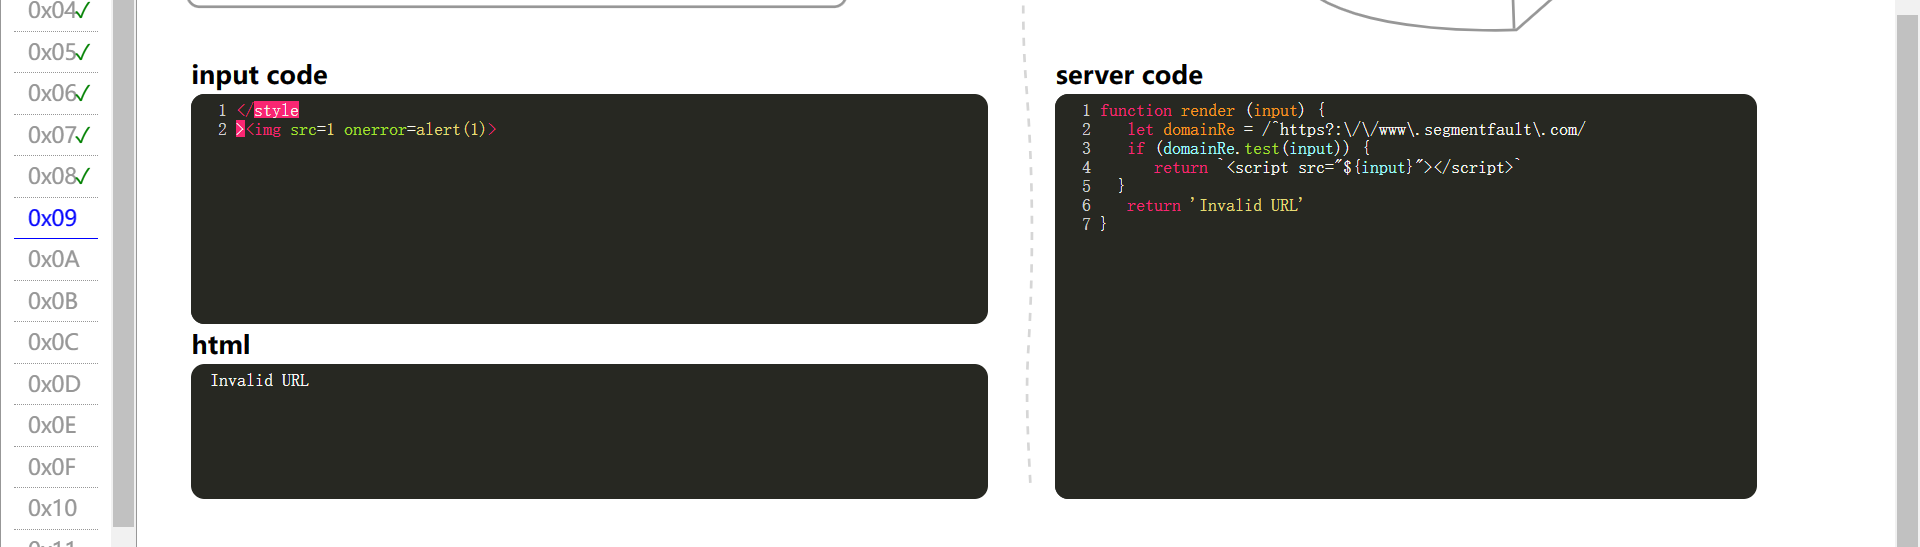 0x04✓
0x05✓
0x06✓
0x07✓
0x08✓
0x09
0x0A
0x0B
0x0C
0x0D
0x0E
0x0F
0x10
0x11
input code
1 </style
2 ><img src=1 onerror=alert(1)>
html
Invalid URL
server code
1 function render (input) {
2 let domainRe = /^https?:\/\/www\.segmentfault\.com/
3 if (domainRe.test(input)) {
4 return `<script src="${input}"></script>`
5 }
6 return 'Invalid URL'
7 }